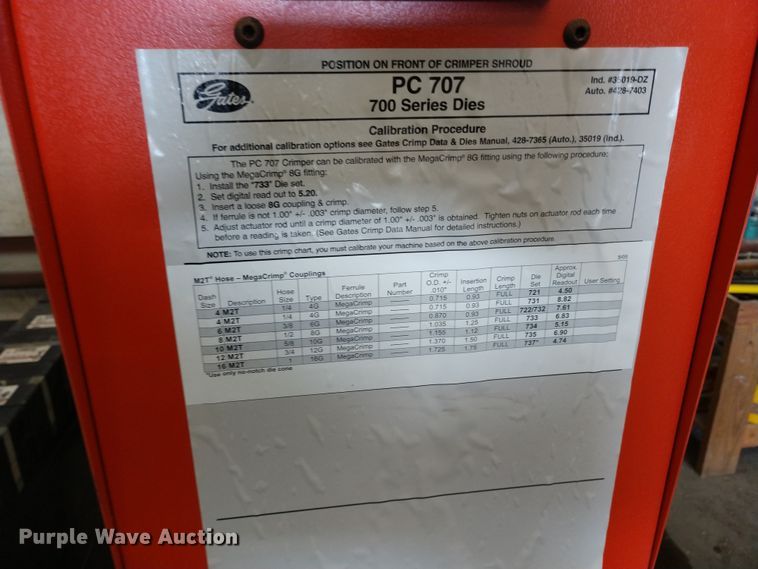 POSITION ON FRONT OF CRIMPER SHROUD
Gates
PC 707
700 Series Dies
Ind. #35019-DZ
Auto. #428-7403
Calibration Procedure
For additional calibration options see Gates Crimp Data & Dies Manual, 428-7365 (Auto.), 35019 (Ind.).
The PC 707 Crimper can be calibrated with the MegaCrimp® 8G fitting using the following procedure:
Using the MegaCrimp® 8G fitting:
1. Install the "733" Die set.
2. Set digital read out to 5.20.
3. Insert a loose 8G coupling & crimp.
4. If ferrule is not 1.00" +/- .003" crimp diameter, follow step 5.
5. Adjust actuator rod until a crimp diameter of 1.00" +/- .003" is obtained. Tighten nuts on actuator rod each time
before a reading is taken. (See Gates Crimp Data Manual for detailed instructions.)
NOTE: To use this crimp chart, you must calibrate your machine based on the above calibration procedure.
M2T® Hose – MegaCrimp® Couplings
Dash Size Description Hose Size Type Ferrule Description Part Number Crimp O.D. +/- .010" Insertion Length Crimp Length Die Set Approx. Digital Readout User Setting
4 M2T 1/4 4G MegaCrimp 0.715 0.93 FULL 721 4.50
4 M2T 1/4 4G MegaCrimp 0.715 0.93 FULL 731 8.82
6 M2T 3/8 6G MegaCrimp 0.870 0.93 FULL 722/732 7.61
8 M2T 1/2 8G MegaCrimp 1.035 1.25 FULL 733 6.83
10 M2T 5/8 10G MegaCrimp 1.155 1.12 FULL 734 5.15
12 M2T 3/4 12G MegaCrimp 1.370 1.50 FULL 735 6.90
16 M2T 1 16G MegaCrimp 1.725 1.75 FULL 737* 4.74
*Use only no-notch die cone
Purple Wave Auction